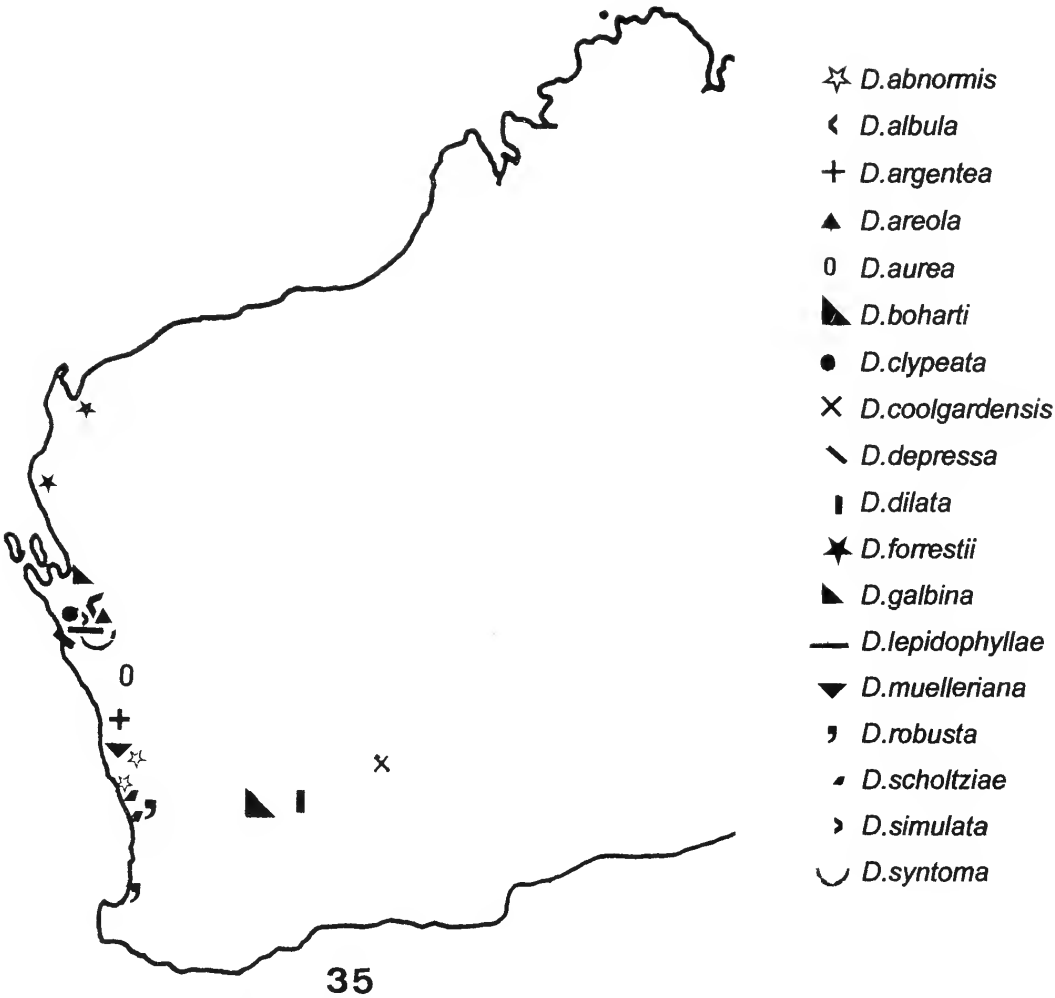 D.abnormis
D.albula
D.argentea
D.areola
D.aurea
D.boharti
D.clypeata
D.coolgardensis
D.depressa
D.dilata
D.forrestii
D.galbina
D.lepidophyllae
D.muelleriana
D.robusta
D.scholtziae
D.simulata
D.syntoma
35